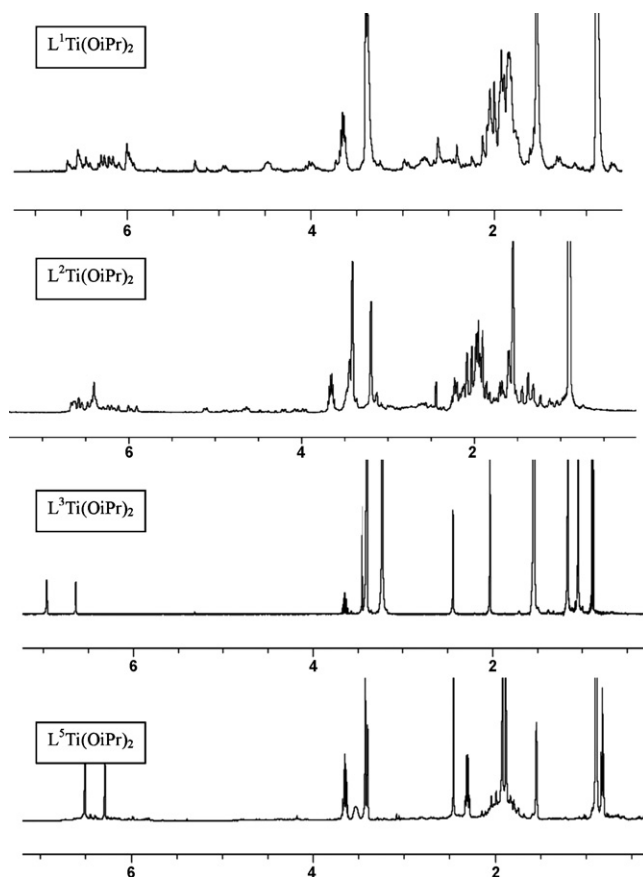 L¹Ti(OiPr)₂
6 4 2
L²Ti(OiPr)₂
6 4 2
L³Ti(OiPr)₂
6 4 2
L⁵Ti(OiPr)₂
6 4 2